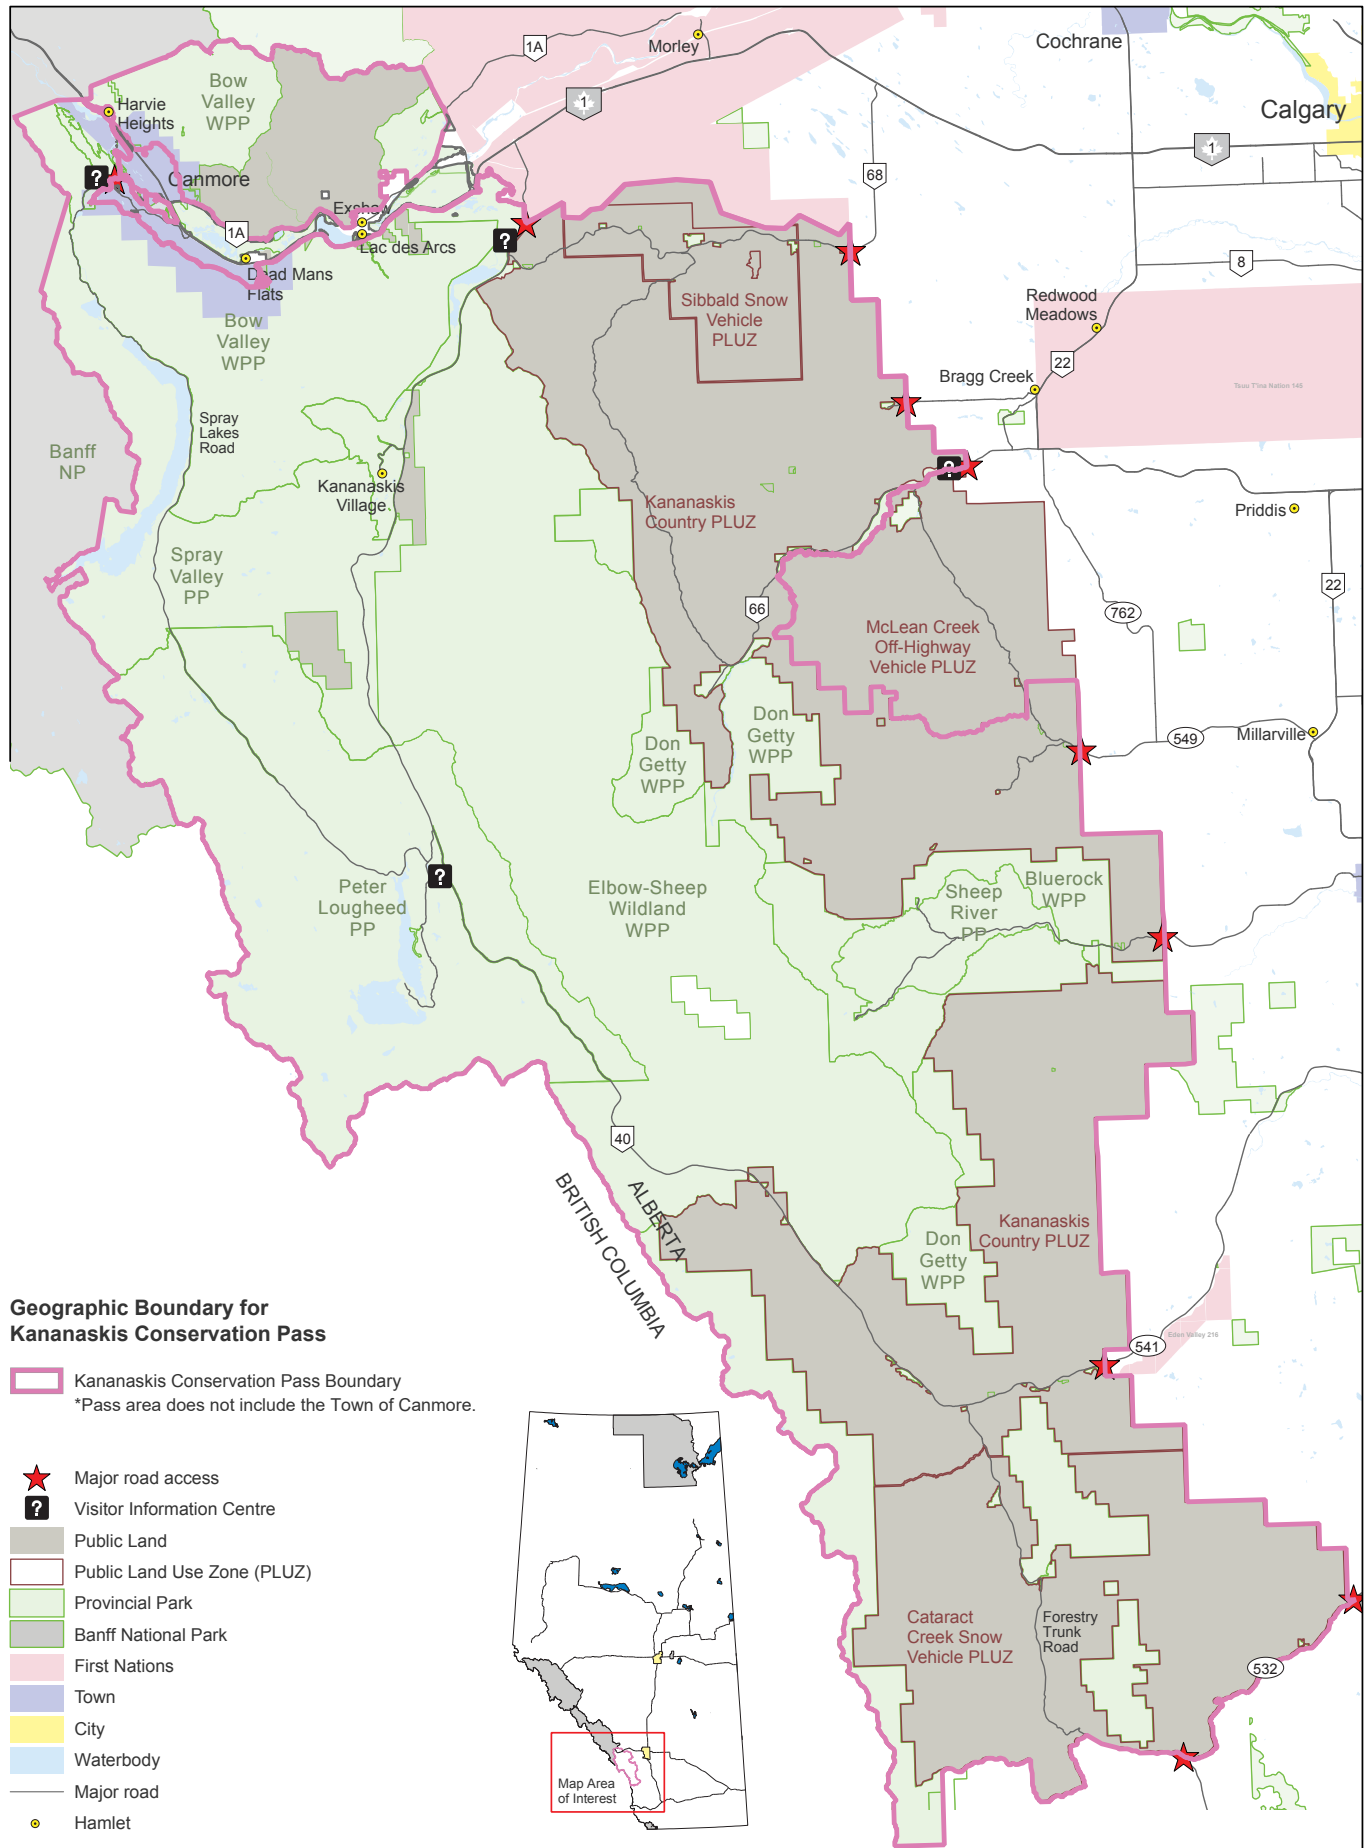 1A
Morley
Cochrane
Calgary
1
1
Bow
Valley
WPP
Harvie
Heights
?
Canmore
68
Exshaw
1A
Lac des Arcs
?
Dead Mans
Flats
8
Sibbald Snow
Vehicle
PLUZ
Redwood
Meadows
Bow
Valley
WPP
22
Bragg Creek
Tsuu T'ina Nation 145
Spray
Lakes
Road
Banff
NP
Kananaskis
Village
?
Kananaskis
Country PLUZ
Priddis
Spray
Valley
PP
22
66
762
McLean Creek
Off-Highway
Vehicle PLUZ
Don
Getty
WPP
Don
Getty
WPP
549
Millarville
?
Peter
Lougheed
PP
Elbow-Sheep
Wildland
WPP
Bluerock
WPP
Sheep
River
PP
40
ALBERTA
BRITISH COLUMBIA
Kananaskis
Country PLUZ
Don
Getty
WPP
541
Eden Valley 216
Geographic Boundary for
Kananaskis Conservation Pass
Kananaskis Conservation Pass Boundary
*Pass area does not include the Town of Canmore.
Major road access
? Visitor Information Centre
Public Land
Public Land Use Zone (PLUZ)
Provincial Park
Banff National Park
First Nations
Town
City
Waterbody
Major road
Hamlet
Map Area
of Interest
Cataract
Creek Snow
Vehicle PLUZ
Forestry
Trunk
Road
532